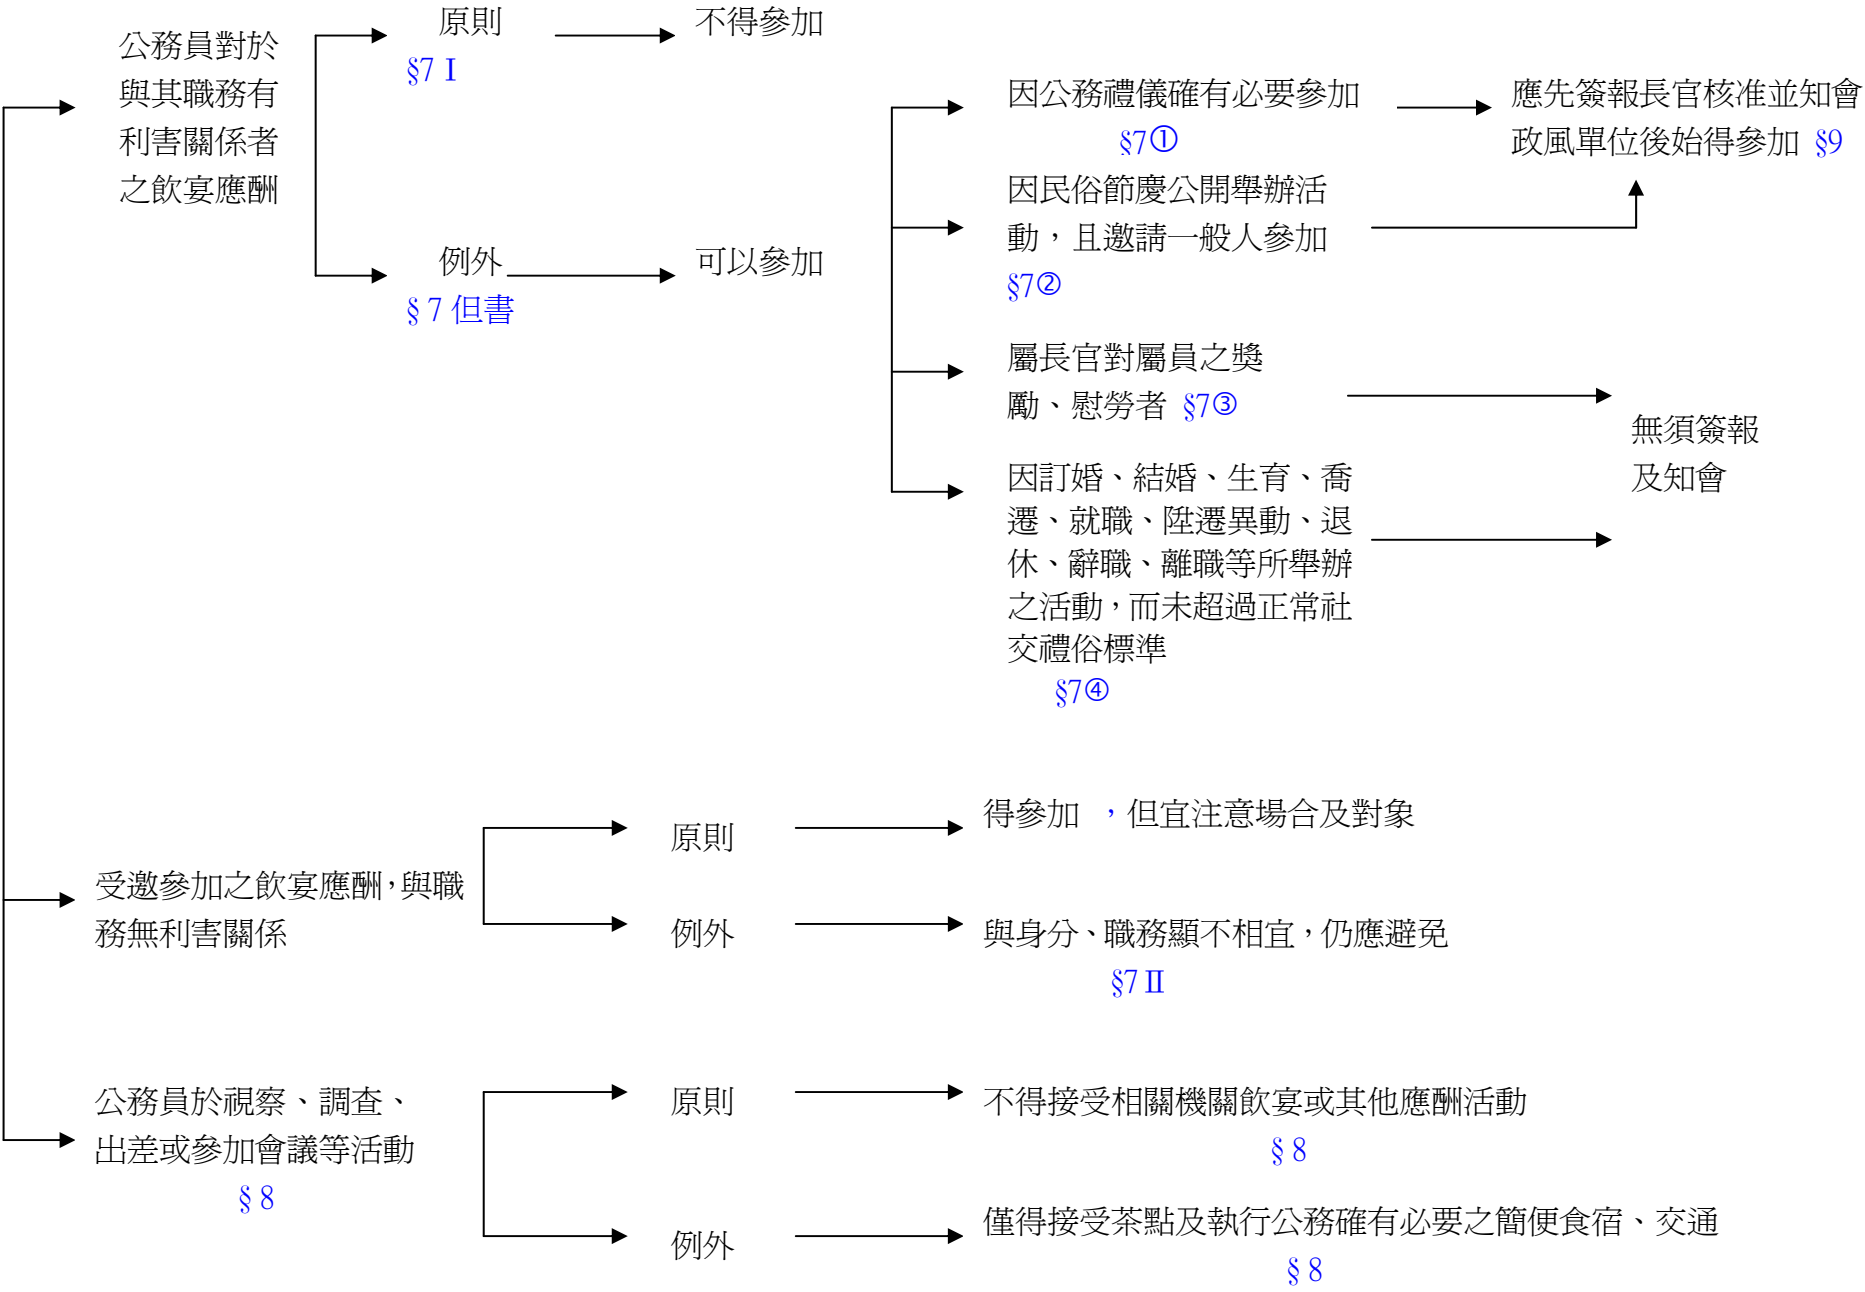 公務員對於
與其職務有
利害關係者
之飲宴應酬
原則
§7 I
不得參加
例外
§ 7 但書
可以參加
因公務禮儀確有必要參加
§7①
應先簽報長官核准並知會
政風單位後始得參加 §9
因民俗節慶公開舉辦活
動，且邀請一般人參加
§7②
屬長官對屬員之獎
勵、慰勞者 §7③
無須簽報
及知會
因訂婚、結婚、生育、喬
遷、就職、陞遷異動、退
休、辭職、離職等所舉辦
之活動，而未超過正常社
交禮俗標準
§7④
受邀參加之飲宴應酬，與職
務無利害關係
原則
得參加 ，但宜注意場合及對象
例外
與身分、職務顯不相宜，仍應避免
§7 II
公務員於視察、調查、
出差或參加會議等活動
§ 8
原則
不得接受相關機關飲宴或其他應酬活動
§ 8
例外
僅得接受茶點及執行公務確有必要之簡便食宿、交通
§ 8